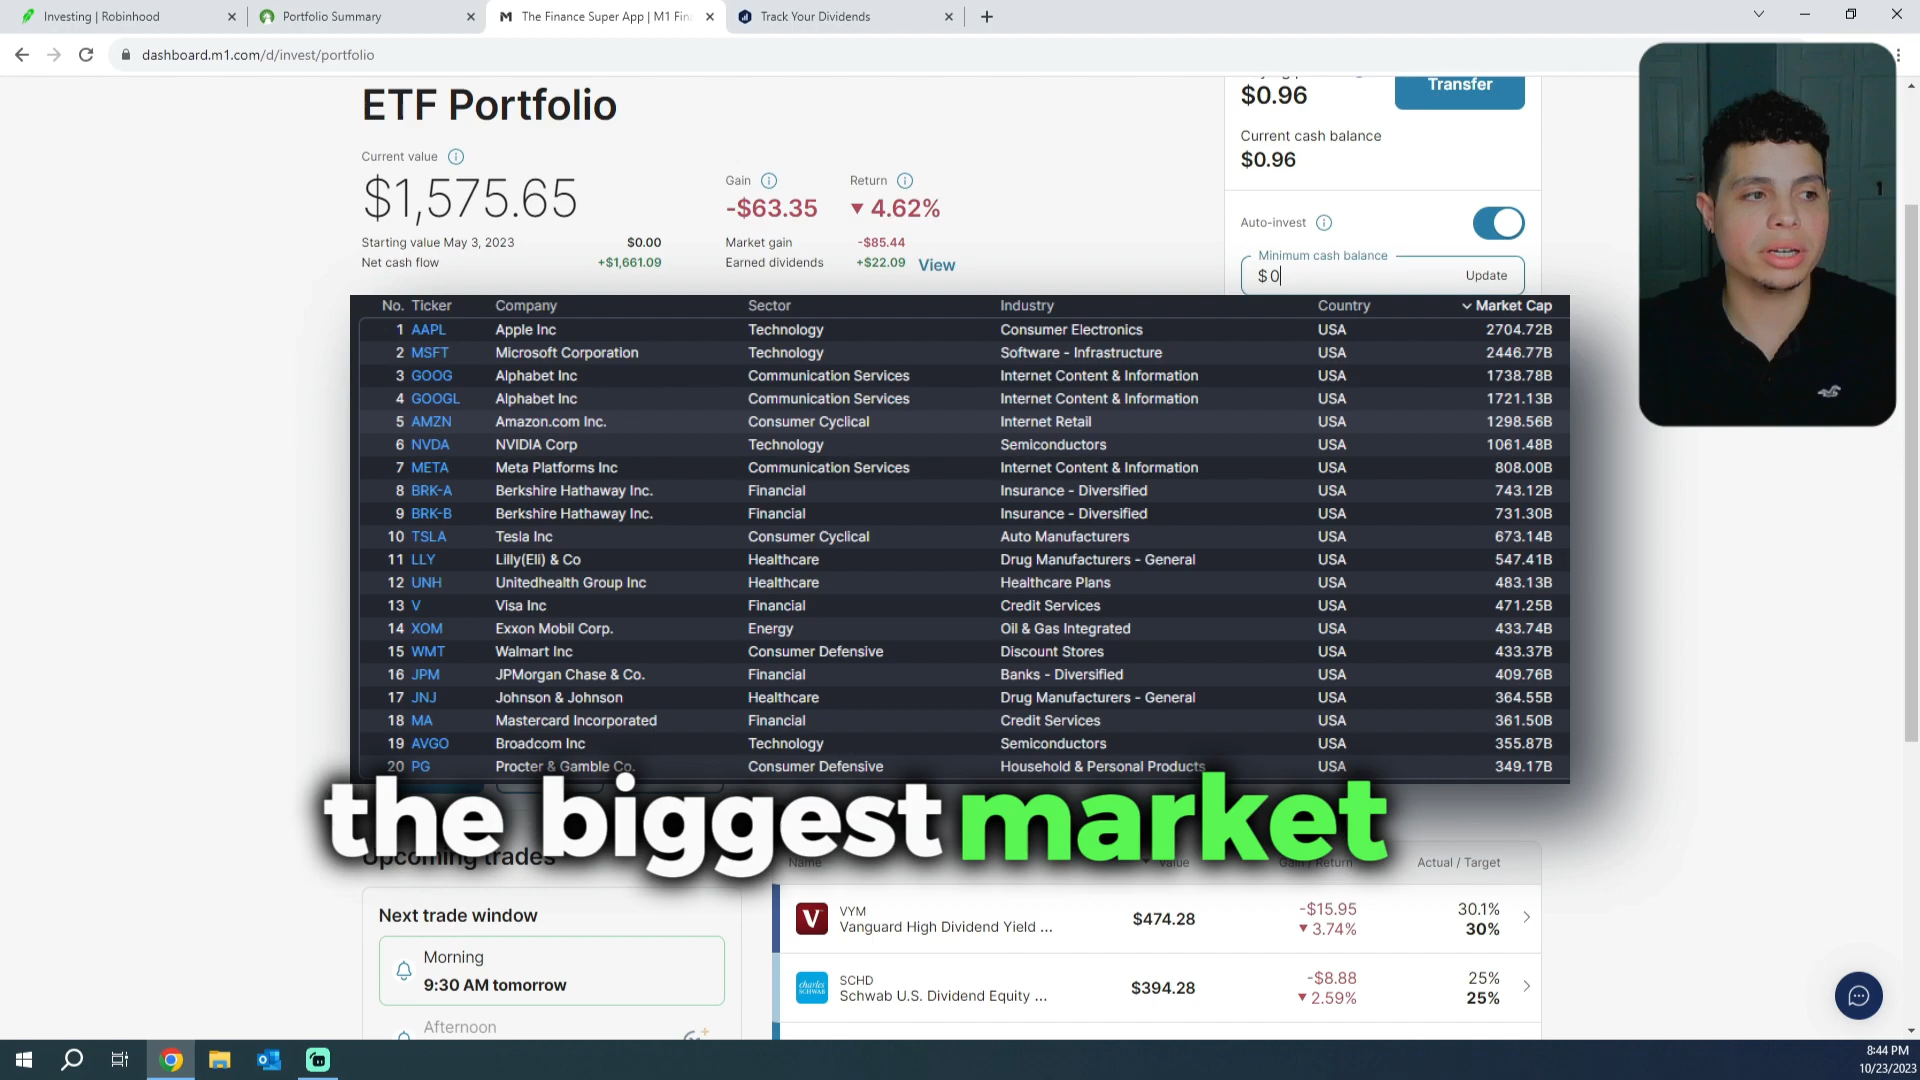 Investing | Robinhood
Portfolio Summary
The Finance Super App | M1 Fin
Track Your Dividends
dashboard.m1.com/d/invest/portfolio
ETF Portfolio
Current value
$1,575.65
Starting value May 3, 2023 $0.00
Net cash flow +$1,661.09
Gain
-$63.35
Return
▼ 4.62%
Market gain -$85.44
Earned dividends +$22.09 View
$0.96
Transfer
Current cash balance
$0.96
Auto-invest
Minimum cash balance
$ 0
Update
No. Ticker Company Sector Industry Country Market Cap
1 AAPL Apple Inc Technology Consumer Electronics USA 2704.72B
2 MSFT Microsoft Corporation Technology Software - Infrastructure USA 2446.77B
3 GOOG Alphabet Inc Communication Services Internet Content & Information USA 1738.78B
4 GOOGL Alphabet Inc Communication Services Internet Content & Information USA 1721.13B
5 AMZN Amazon.com Inc. Consumer Cyclical Internet Retail USA 1298.56B
6 NVDA NVIDIA Corp Technology Semiconductors USA 1061.48B
7 META Meta Platforms Inc Communication Services Internet Content & Information USA 808.00B
8 BRK-A Berkshire Hathaway Inc. Financial Insurance - Diversified USA 743.12B
9 BRK-B Berkshire Hathaway Inc. Financial Insurance - Diversified USA 731.30B
10 TSLA Tesla Inc Consumer Cyclical Auto Manufacturers USA 673.14B
11 LLY Lilly(Eli) & Co Healthcare Drug Manufacturers - General USA 547.41B
12 UNH Unitedhealth Group Inc Healthcare Healthcare Plans USA 483.13B
13 V Visa Inc Financial Credit Services USA 471.25B
14 XOM Exxon Mobil Corp. Energy Oil & Gas Integrated USA 433.74B
15 WMT Walmart Inc Consumer Defensive Discount Stores USA 433.37B
16 JPM JPMorgan Chase & Co. Financial Banks - Diversified USA 409.76B
17 JNJ Johnson & Johnson Healthcare Drug Manufacturers - General USA 364.55B
18 MA Mastercard Incorporated Financial Credit Services USA 361.50B
19 AVGO Broadcom Inc Technology Semiconductors USA 355.87B
20 PG Procter & Gamble Co. Consumer Defensive Household & Personal Products USA 349.17B
the biggest market
Upcoming trades
Name Value Gain / Return Actual / Target
Next trade window
Morning
9:30 AM tomorrow
Afternoon
VYM
Vanguard High Dividend Yield ...
$474.28
-$15.95
▼ 3.74%
30.1%
30%
charles SCHWAB
SCHD
Schwab U.S. Dividend Equity ...
$394.28
-$8.88
▼ 2.59%
25%
25%
8:44 PM
10/23/2023